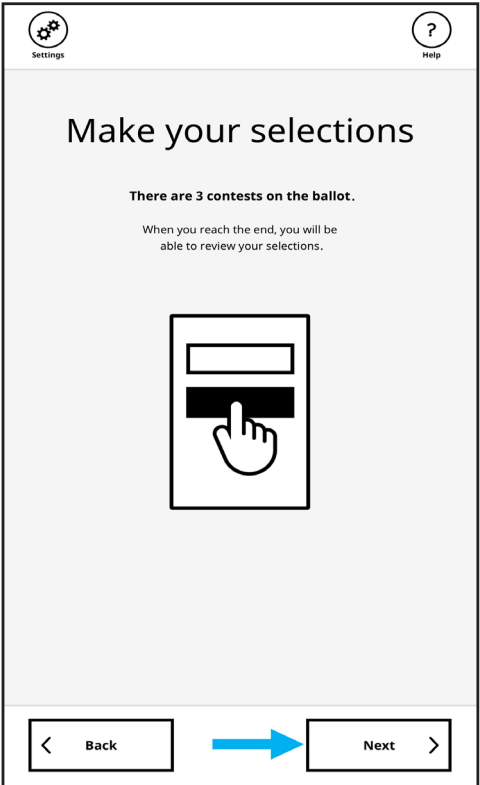 Settings
?
Help
Make your selections
There are 3 contests on the ballot.
When you reach the end, you will be
able to review your selections.
Back
Next